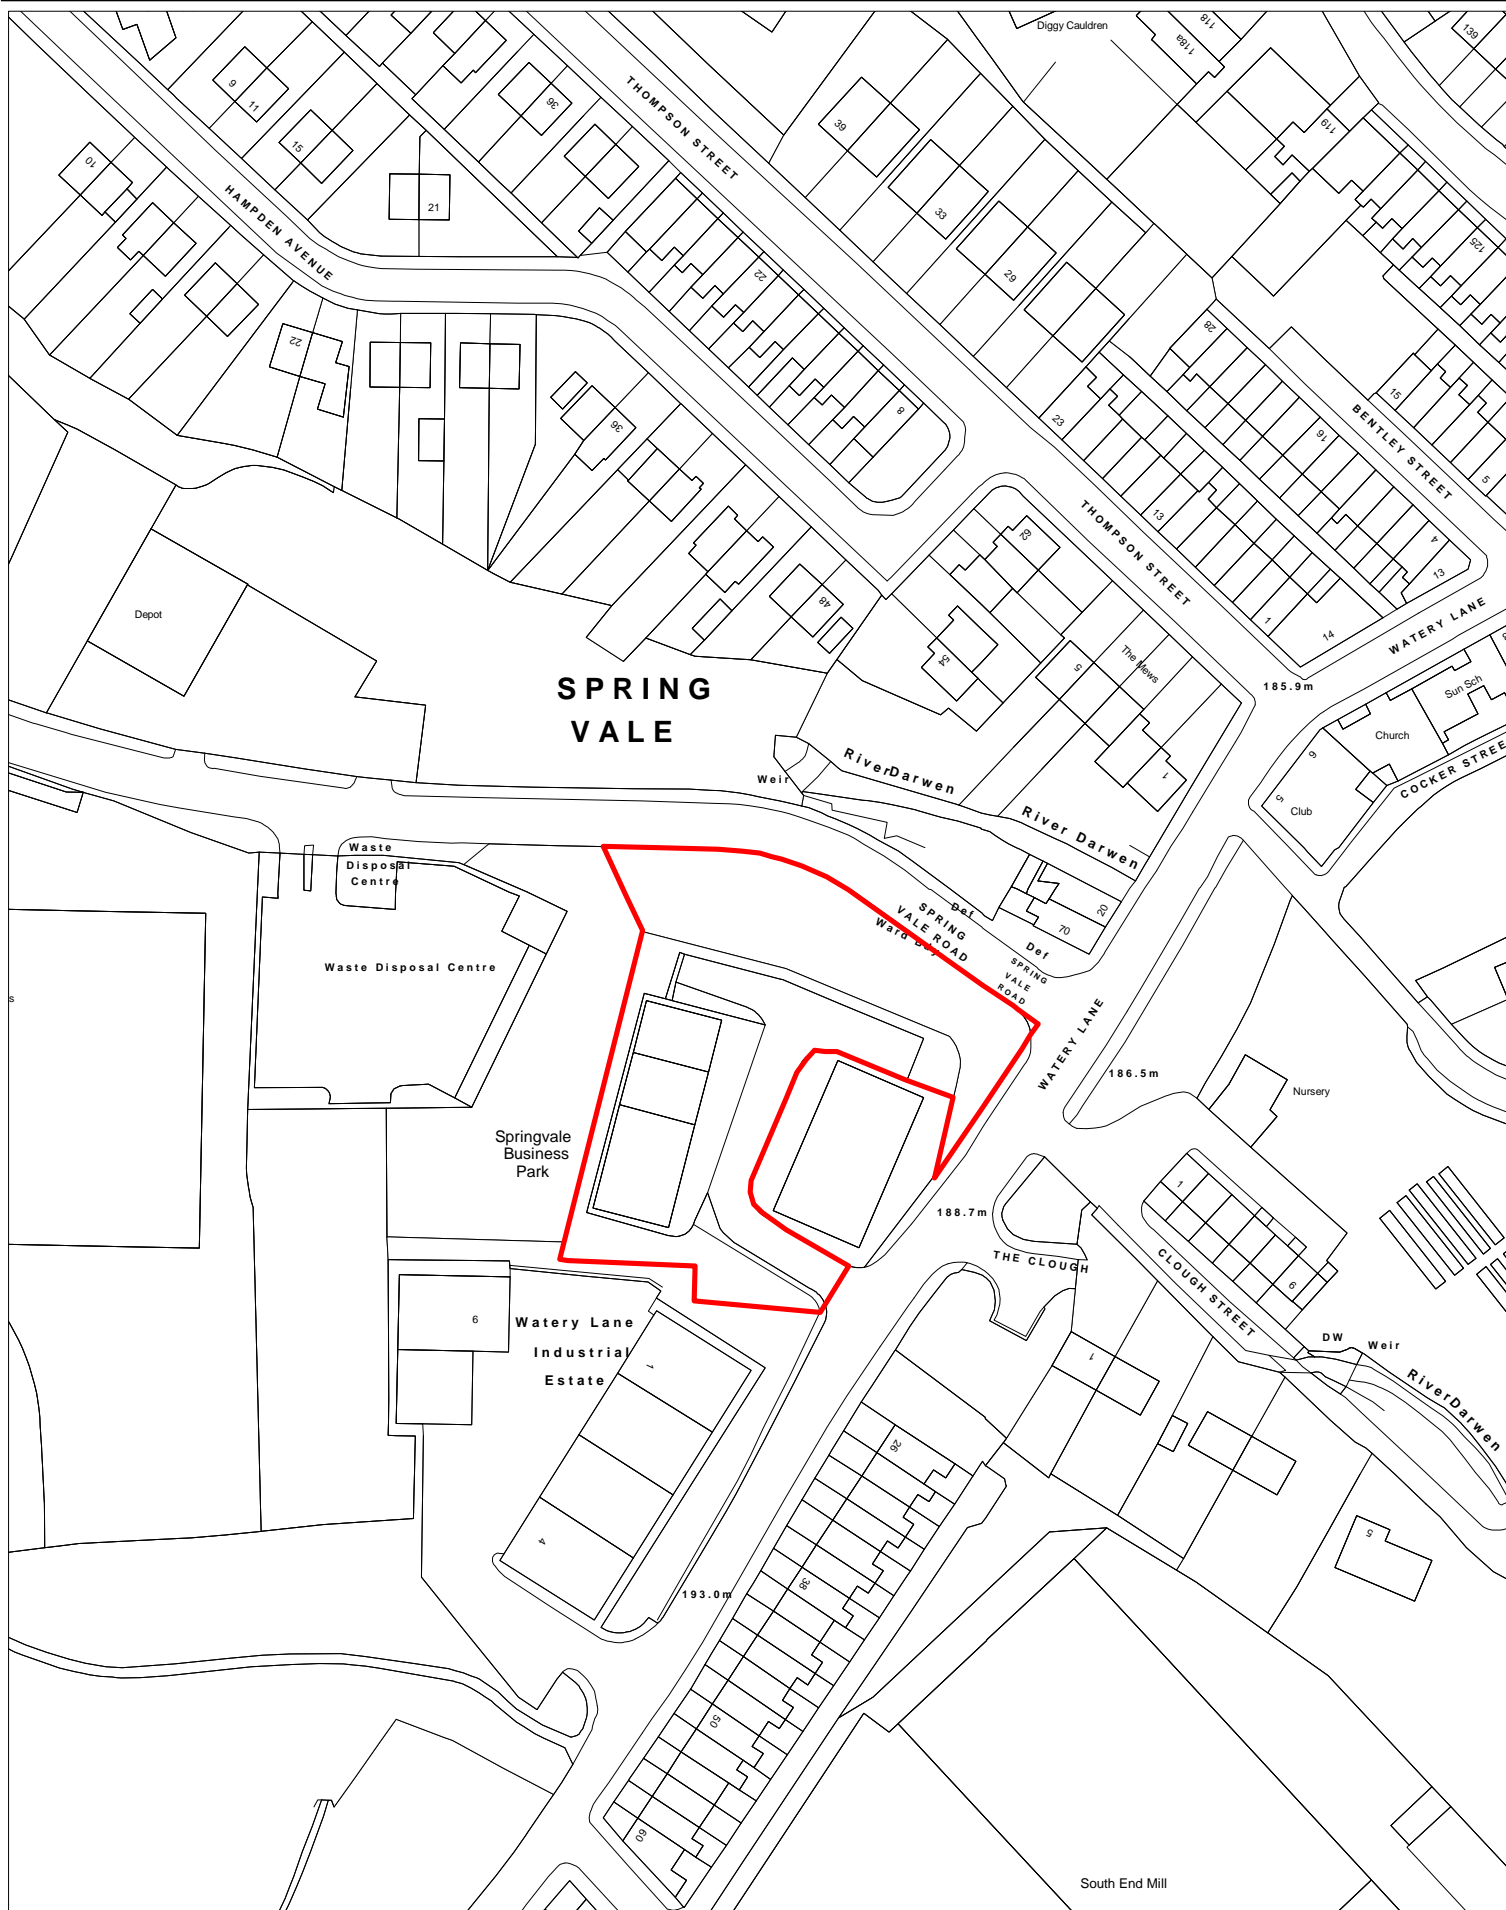 Diggy Cauldren
118
118a
139
THOMPSON STREET
36
9
11
15
39
119
10
HAMPDEN AVENUE
21
33
125
22
29
28
22
8
23
15
BENTLEY STREET
36
16
5
13
THOMPSON STREET
62
4
13
48
Depot
1
14
WATERY LANE
54
5
The Mews
185.9m
Sun Sch
SPRING
VALE
Church
River Darwen
Weir
1
9
COCKER STREET
River Darwen
5
Club
Waste
Disposal
Centre
SPRING
VALE ROAD
Def
Ward Bdy
20
70
Def
Waste Disposal Centre
SPRING
VALE
ROAD
s
WATERY LANE
186.5m
Nursery
Springvale
Business
Park
1
188.7m
THE CLOUGH
CLOUGH STREET
6
6
Watery Lane
Industrial
Estate
1
DW
Weir
1
River Darwen
26
4
5
38
193.0m
50
60
South End Mill